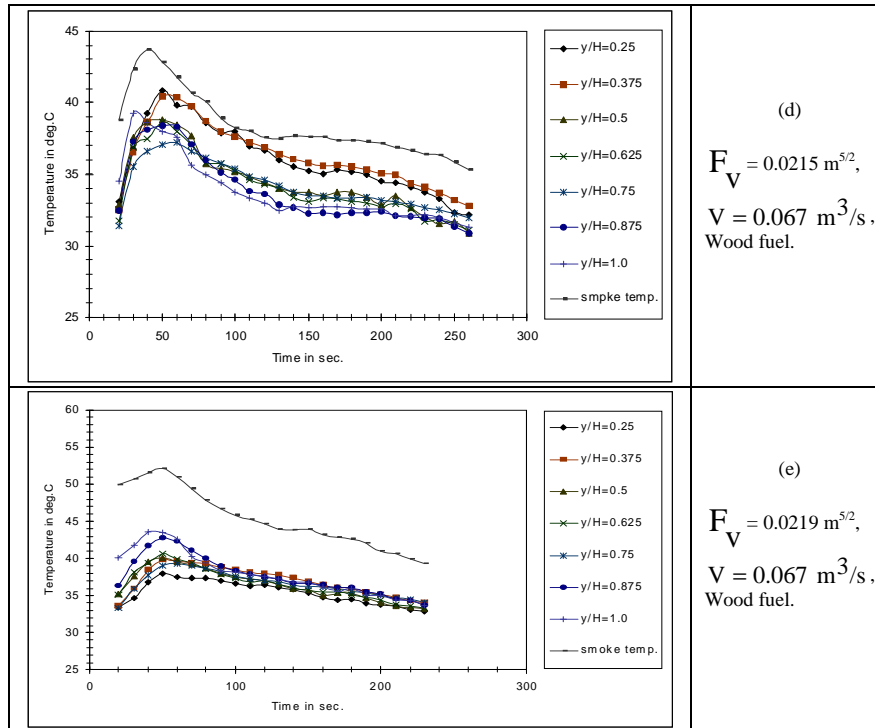 45
40
35
30
25
Temperature in deg.C
0 50 100 150 200 250 300
Time in sec.
y/H=0.25
y/H=0.375
y/H=0.5
y/H=0.625
y/H=0.75
y/H=0.875
y/H=1.0
smpke temp.
(d)
F_V = 0.0215 m^5/2,
V = 0.067 m^3/s ,
Wood fuel.
60
55
50
45
40
35
30
25
Temperature in deg.C
0 100 200 300
Time in sec.
y/H=0.25
y/H=0.375
y/H=0.5
y/H=0.625
y/H=0.75
y/H=0.875
y/H=1.0
smoke temp.
(e)
F_V = 0.0219 m^5/2,
V = 0.067 m^3/s ,
Wood fuel.